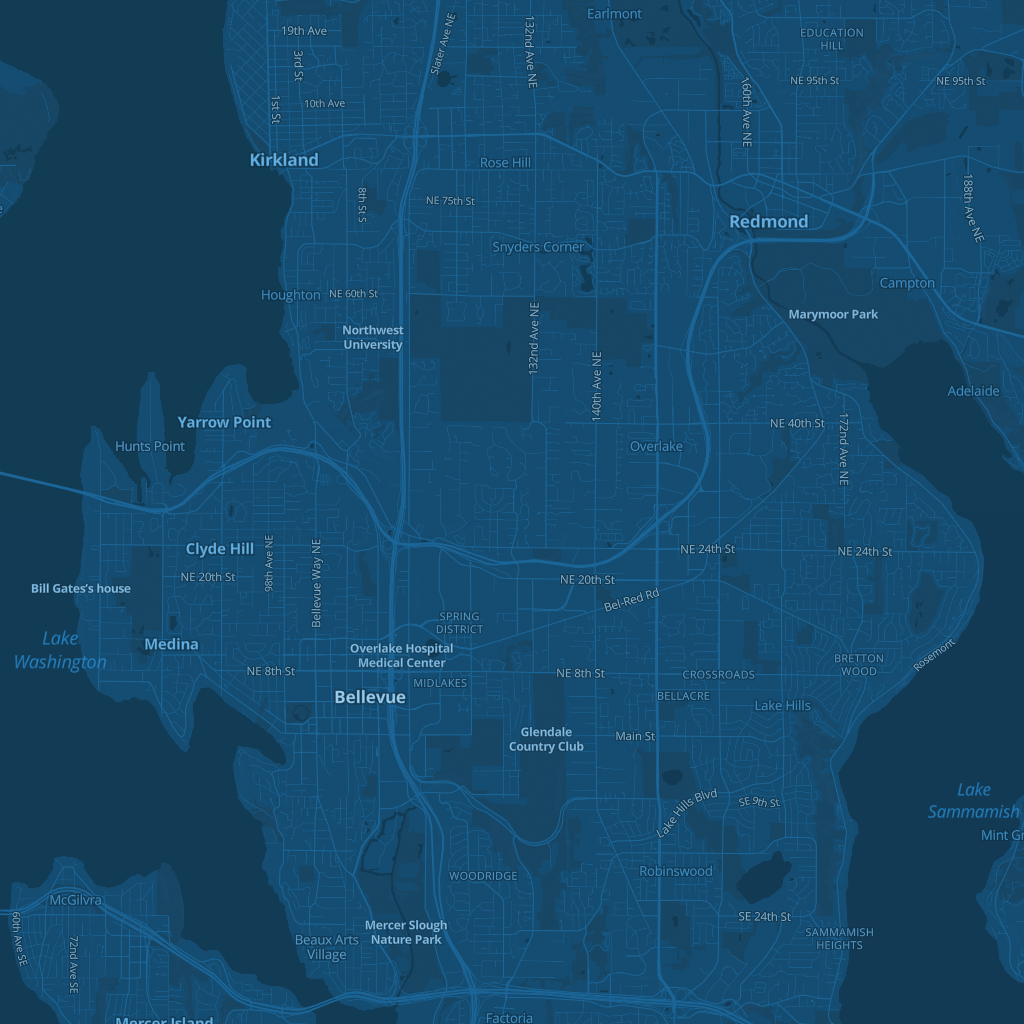 Earlmont
19th Ave
Slater Ave NE
132nd Ave NE
EDUCATION
HILL
3rd St
NE 95th St
NE 95th St
1st St
10th Ave
160th Ave NE
Kirkland
Rose Hill
8th St S
NE 75th St
188th Ave NE
Redmond
Snyders Corner
Campton
Houghton
NE 60th St
Marymoor Park
Northwest
University
132nd Ave NE
140th Ave NE
Adelaide
Yarrow Point
NE 40th St
172nd Ave NE
Hunts Point
Overlake
Clyde Hill
98th Ave NE
Bellevue Way NE
NE 24th St
NE 24th St
NE 20th St
NE 20th St
Bill Gates’s house
Bel-Red Rd
SPRING
DISTRICT
Lake
Washington
Medina
Overlake Hospital
Medical Center
Rosemont
BRETTON
WOOD
NE 8th St
NE 8th St
CROSSROADS
MIDLAKES
Bellevue
BELLACRE
Lake Hills
Glendale
Country Club
Main St
Lake
Sammamish
SE 9th St
Lake Hills Blvd
Mint Gr
WOODRIDGE
Robinswood
McGilvra
60th Ave SE
72nd Ave SE
Mercer Slough
Nature Park
SE 24th St
Beaux Arts
Village
SAMMAMISH
HEIGHTS
Mercer Island
Factoria